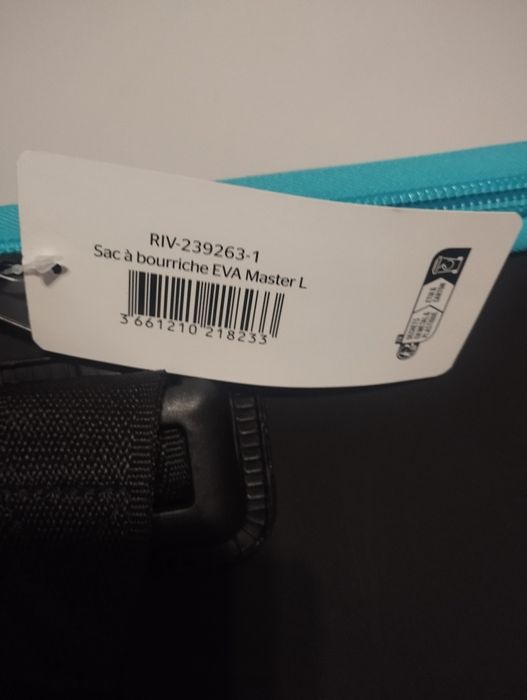 RIV-239263-1
Sac à bourriche EVA Master L
3 661210 218233